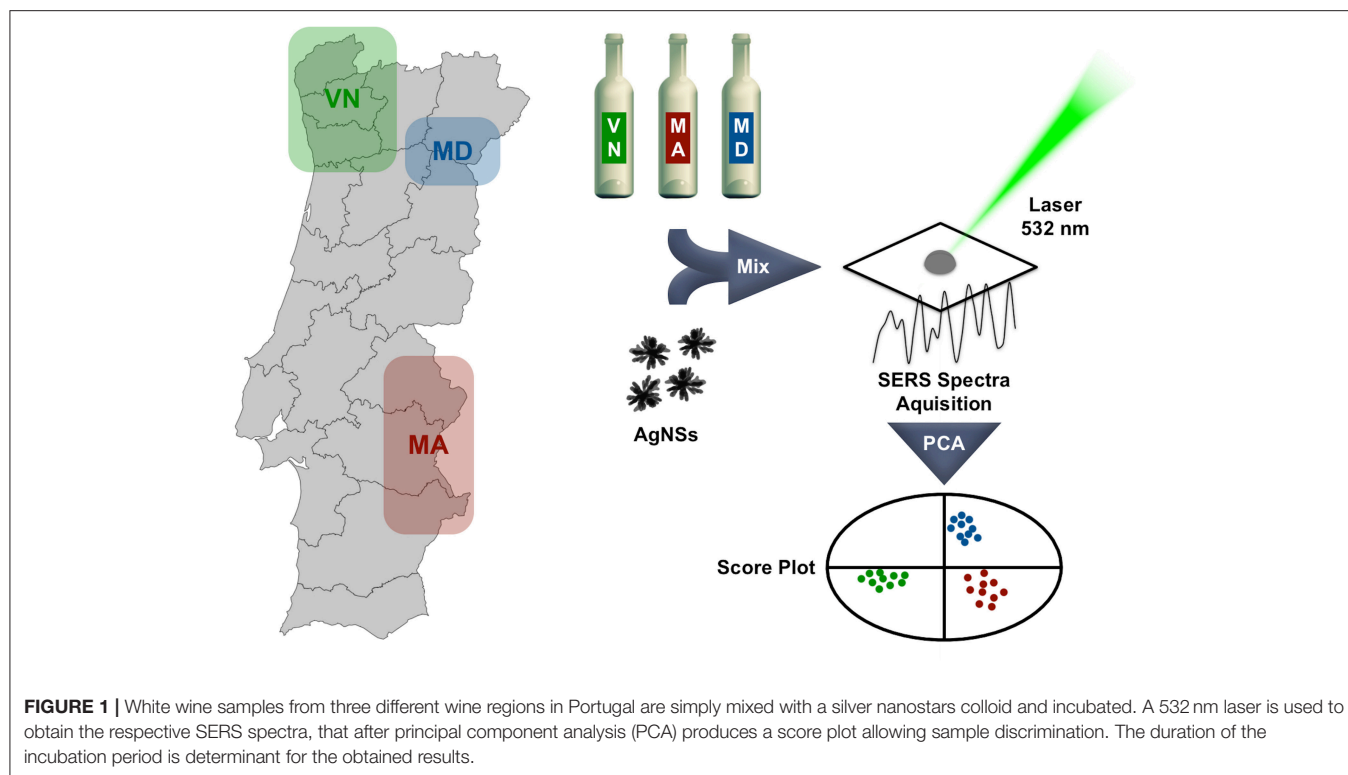 VN
MD
MA
V
N
M
A
M
D
Laser
532 nm
Mix
AgNSs
SERS Spectra
Aquisition
PCA
Score Plot
FIGURE 1 | White wine samples from three different wine regions in Portugal are simply mixed with a silver nanostars colloid and incubated. A 532 nm laser is used to
obtain the respective SERS spectra, that after principal component analysis (PCA) produces a score plot allowing sample discrimination. The duration of the
incubation period is determinant for the obtained results.